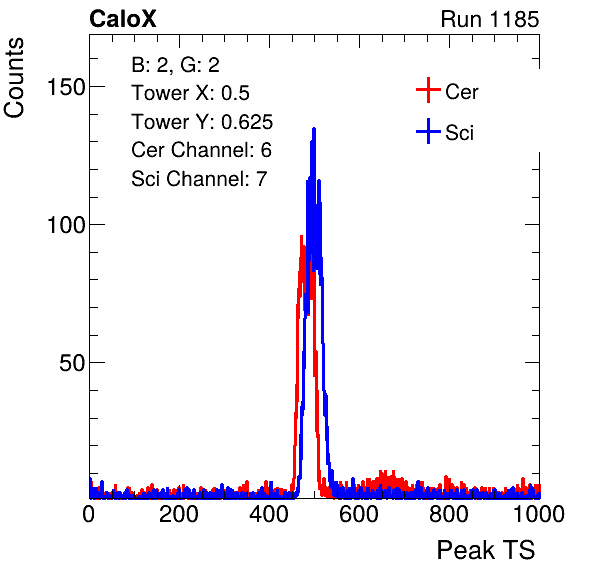 CaloX Run 1185
Counts
B: 2, G: 2
Tower X: 0.5
Tower Y: 0.625
Cer Channel: 6
Sci Channel: 7
Cer
Sci
150
100
50
0 200 400 600 800 1000
Peak TS